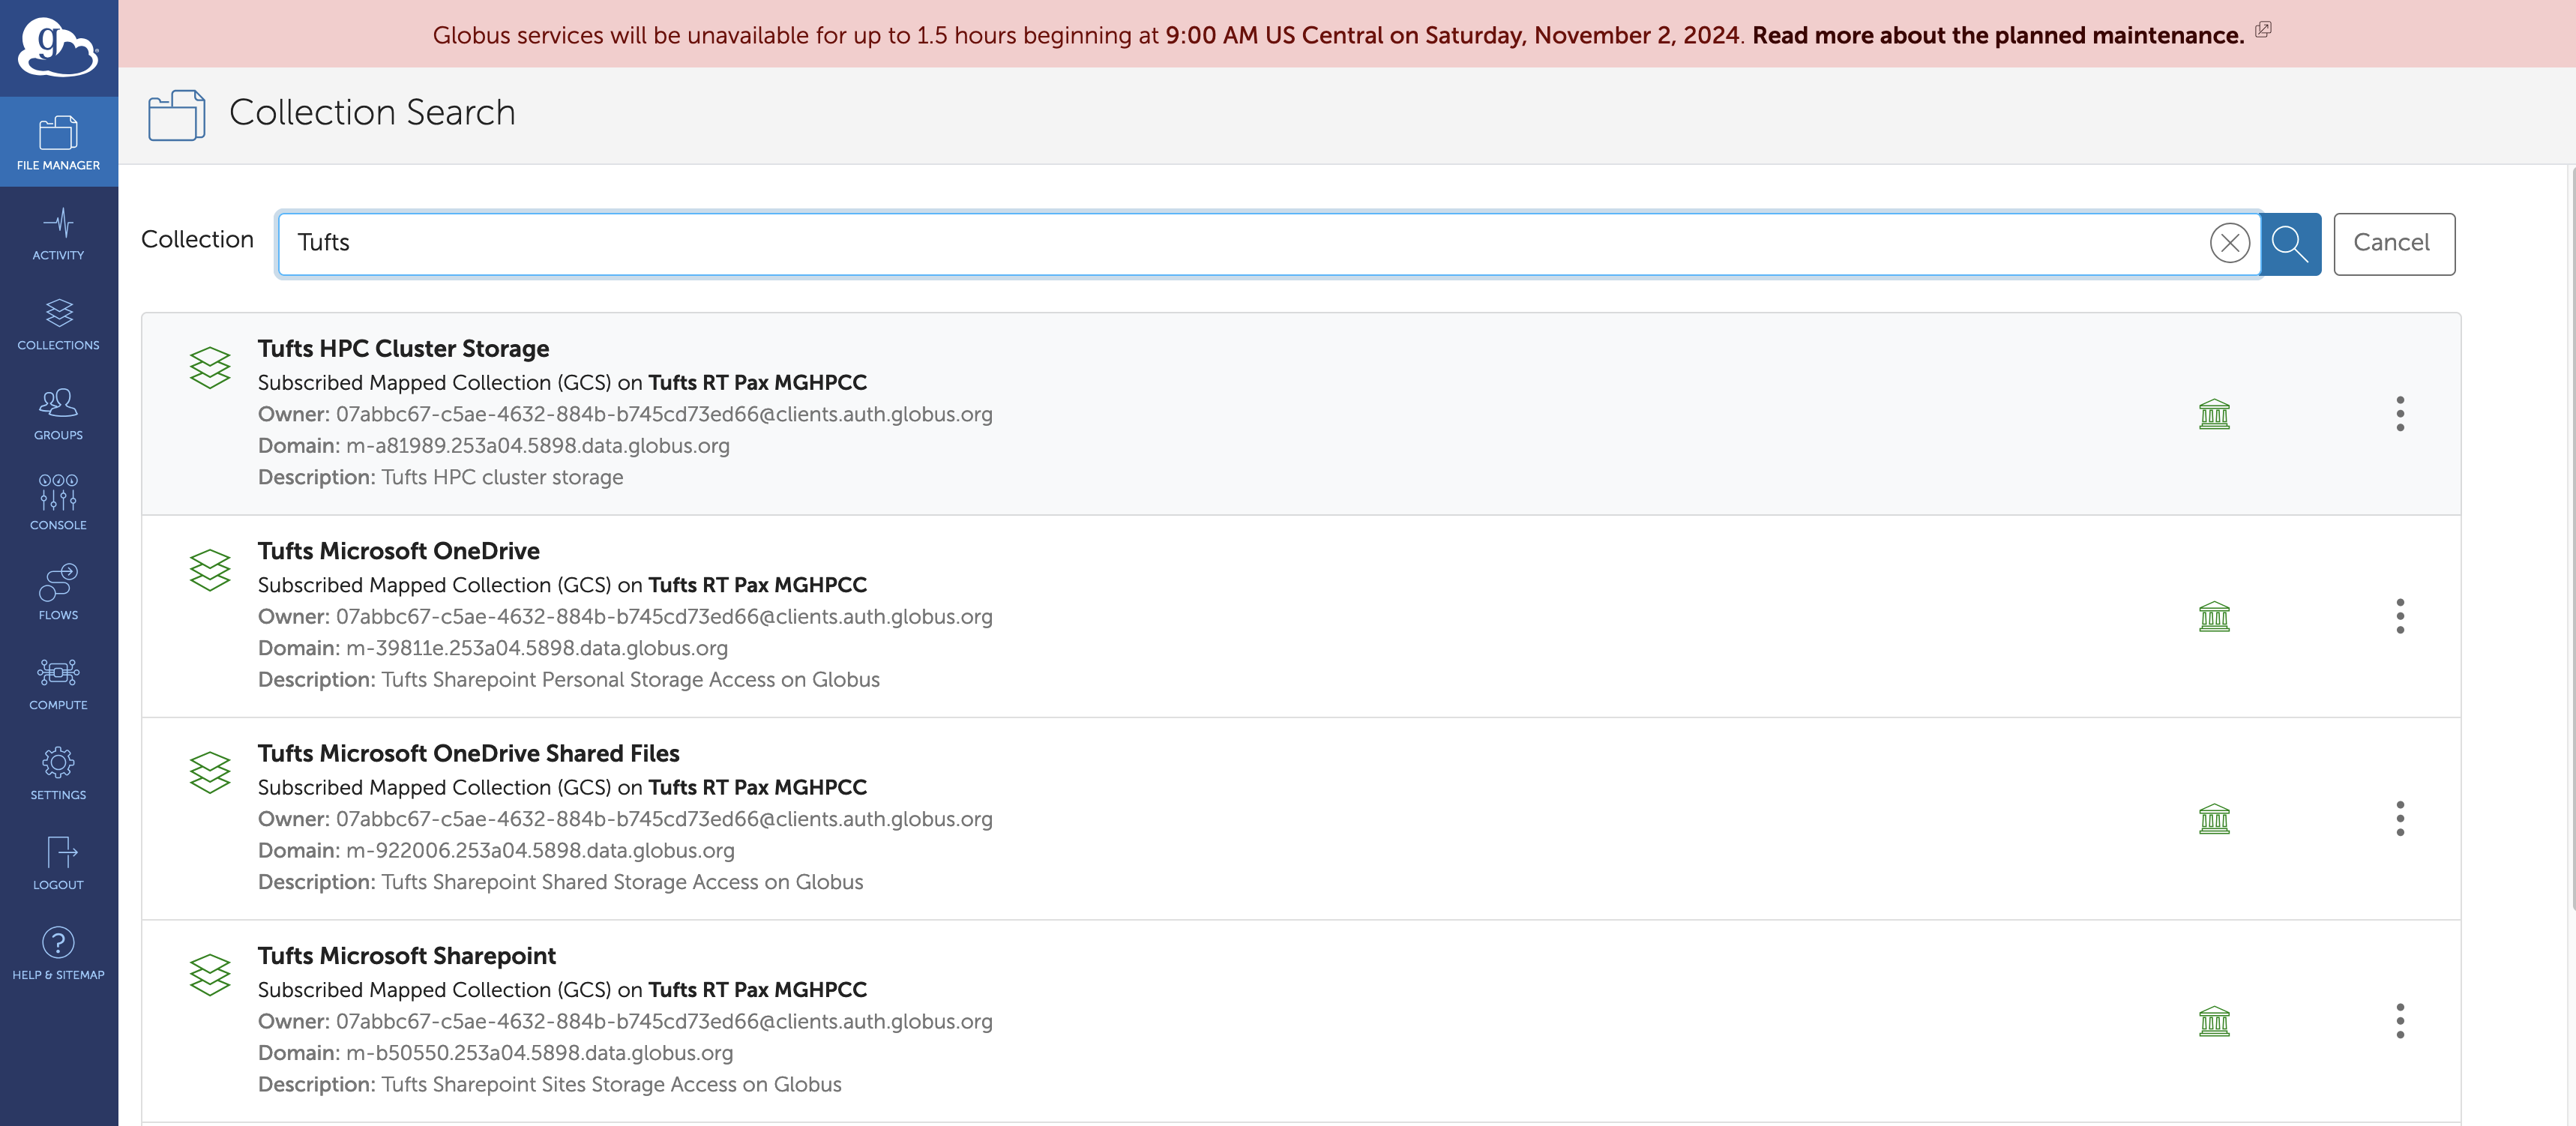 Globus services will be unavailable for up to 1.5 hours beginning at 9:00 AM US Central on Saturday, November 2, 2024. Read more about the planned maintenance.
g
Collection Search
FILE MANAGER
ACTIVITY
COLLECTIONS
GROUPS
CONSOLE
FLOWS
COMPUTE
SETTINGS
LOGOUT
?
HELP & SITEMAP
Collection Tufts Cancel
Tufts HPC Cluster Storage
Subscribed Mapped Collection (GCS) on Tufts RT Pax MGHPCC
Owner: 07abbc67-c5ae-4632-884b-b745cd73ed66@clients.auth.globus.org
Domain: m-a81989.253a04.5898.data.globus.org
Description: Tufts HPC cluster storage
Tufts Microsoft OneDrive
Subscribed Mapped Collection (GCS) on Tufts RT Pax MGHPCC
Owner: 07abbc67-c5ae-4632-884b-b745cd73ed66@clients.auth.globus.org
Domain: m-39811e.253a04.5898.data.globus.org
Description: Tufts Sharepoint Personal Storage Access on Globus
Tufts Microsoft OneDrive Shared Files
Subscribed Mapped Collection (GCS) on Tufts RT Pax MGHPCC
Owner: 07abbc67-c5ae-4632-884b-b745cd73ed66@clients.auth.globus.org
Domain: m-922006.253a04.5898.data.globus.org
Description: Tufts Sharepoint Shared Storage Access on Globus
Tufts Microsoft Sharepoint
Subscribed Mapped Collection (GCS) on Tufts RT Pax MGHPCC
Owner: 07abbc67-c5ae-4632-884b-b745cd73ed66@clients.auth.globus.org
Domain: m-b50550.253a04.5898.data.globus.org
Description: Tufts Sharepoint Sites Storage Access on Globus